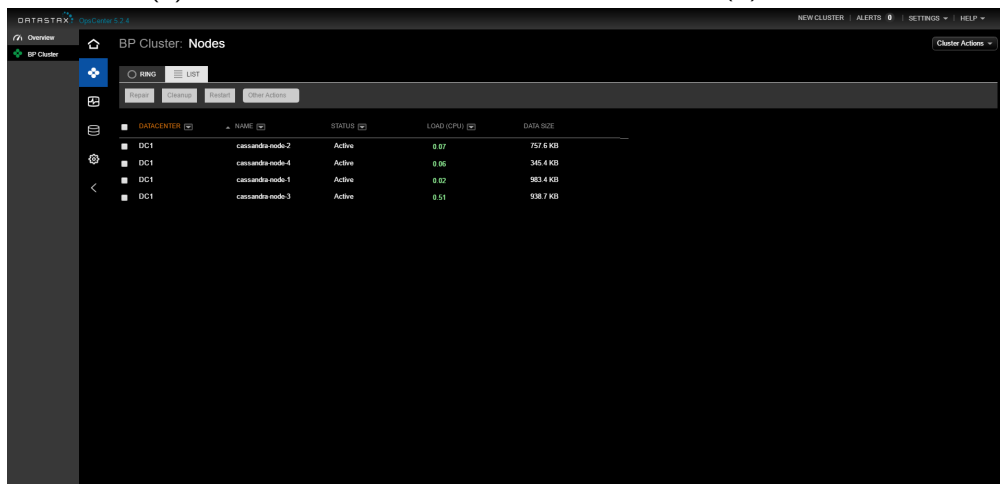 DATASTAX OpsCenter 5.2.4 NEW CLUSTER ALERTS 0 SETTINGS HELP
Overview
BP Cluster
BP Cluster: Nodes Cluster Actions
RING LIST
Repair Cleanup Restart Other Actions
DATACENTER NAME STATUS LOAD (CPU) DATA SIZE
DC1 cassandra-node-2 Active 0.07 757.6 KB
DC1 cassandra-node-4 Active 0.06 345.4 KB
DC1 cassandra-node-1 Active 0.02 983.4 KB
DC1 cassandra-node-3 Active 0.51 938.7 KB